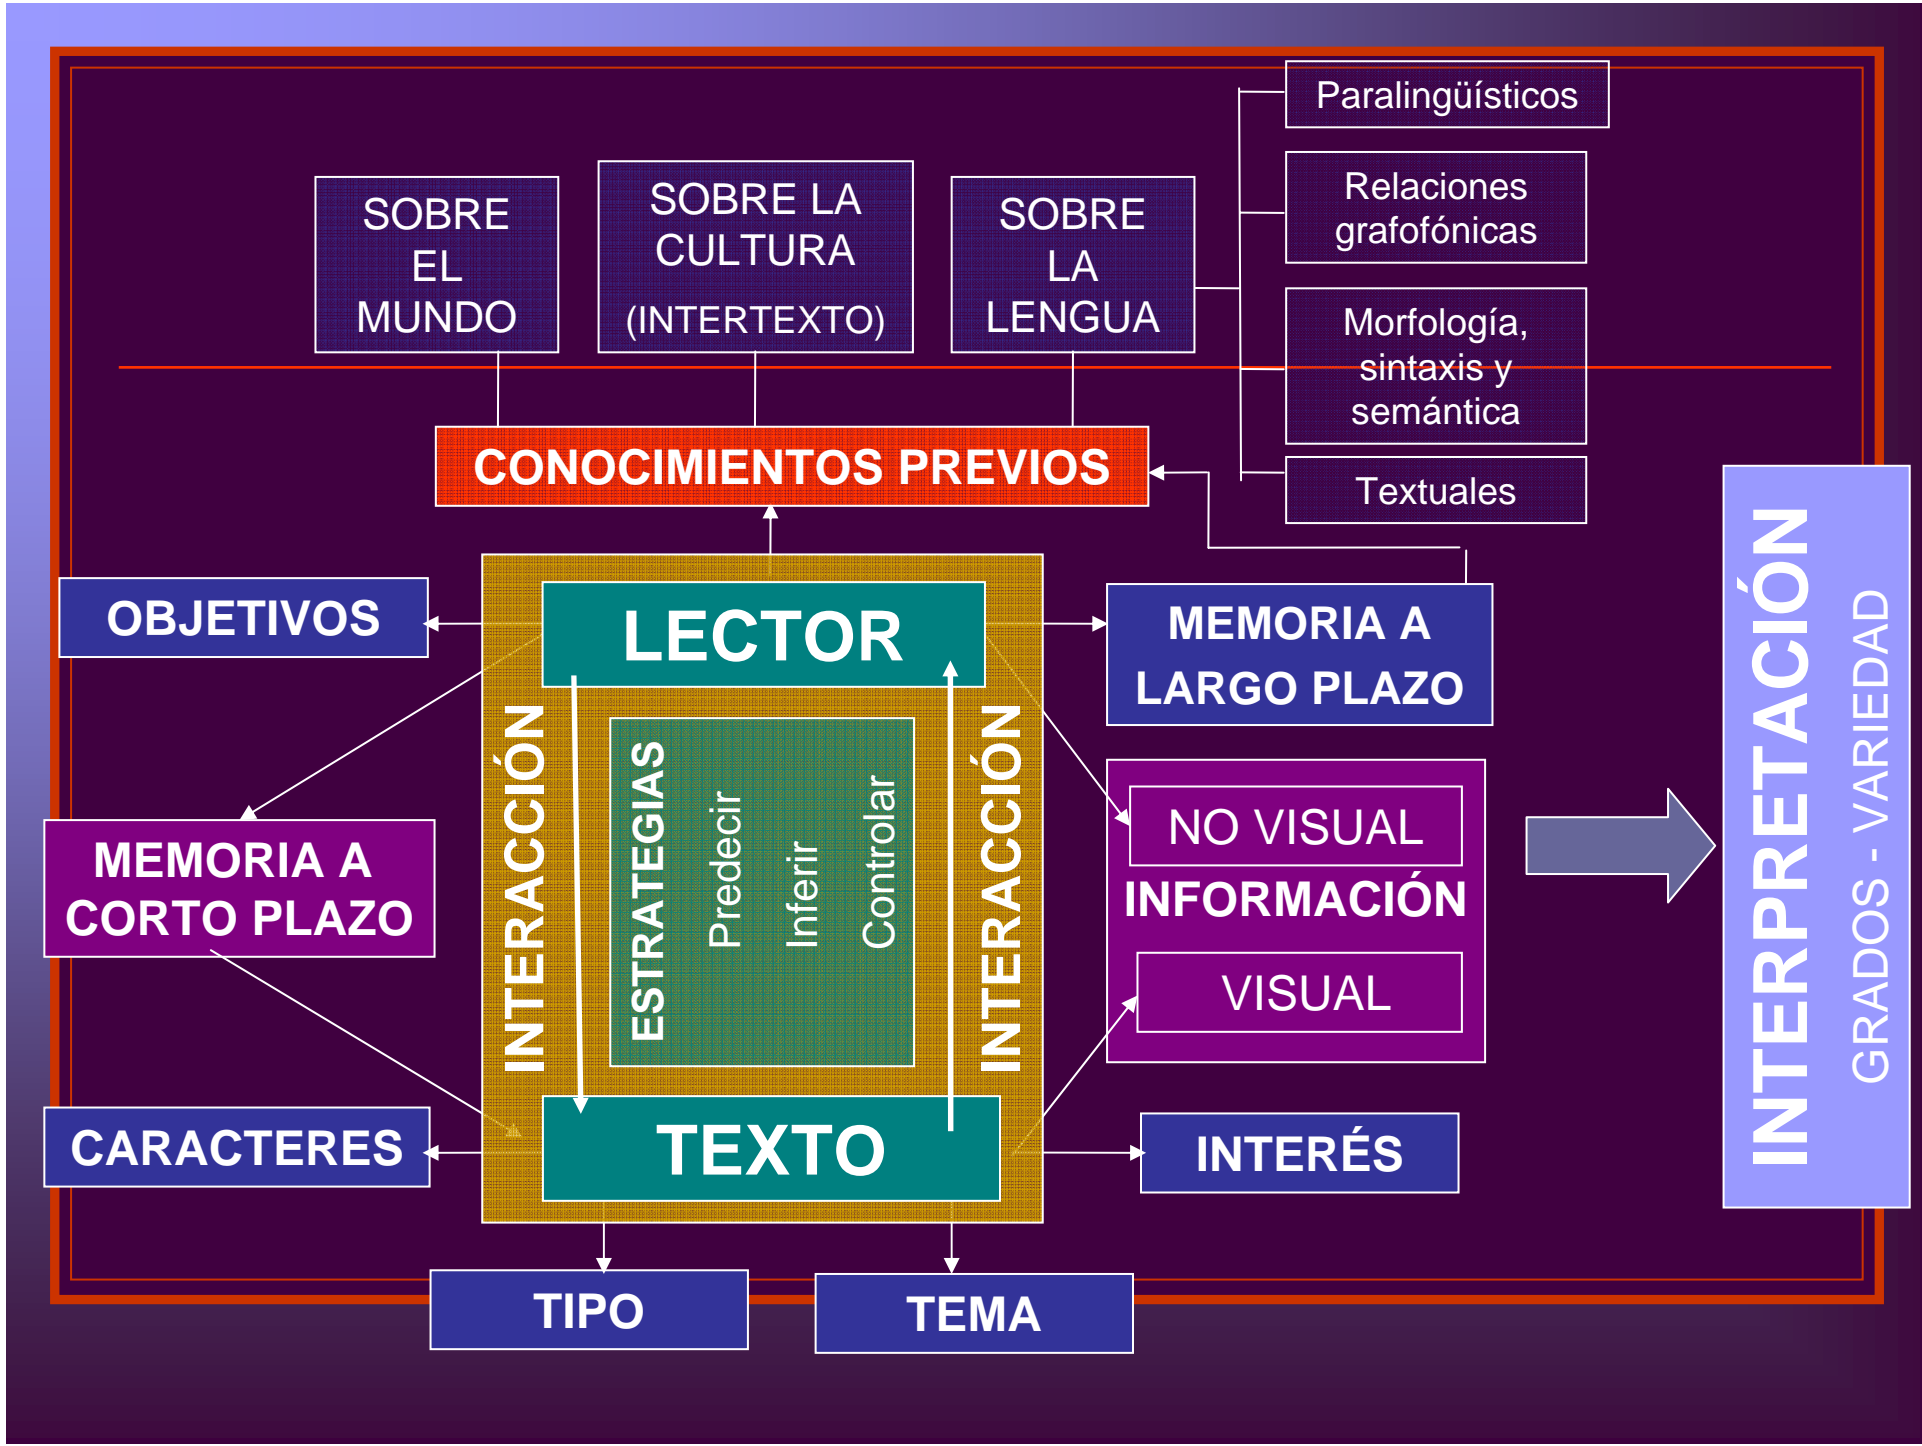 Paralingüísticos
SOBRE
EL
MUNDO
SOBRE LA
CULTURA
(INTERTEXTO)
SOBRE
LA
LENGUA
Relaciones
grafofónicas
Morfología,
sintaxis y
semántica
Textuales
CONOCIMIENTOS PREVIOS
OBJETIVOS
LECTOR
MEMORIA A
LARGO PLAZO
INTERACCIÓN
ESTRATEGIAS
Predecir
Inferir
Controlar
INTERACCIÓN
MEMORIA A
CORTO PLAZO
NO VISUAL
INFORMACIÓN
VISUAL
INTERPRETACIÓN
GRADOS - VARIEDAD
CARACTERES
TEXTO
INTERÉS
TIPO
TEMA